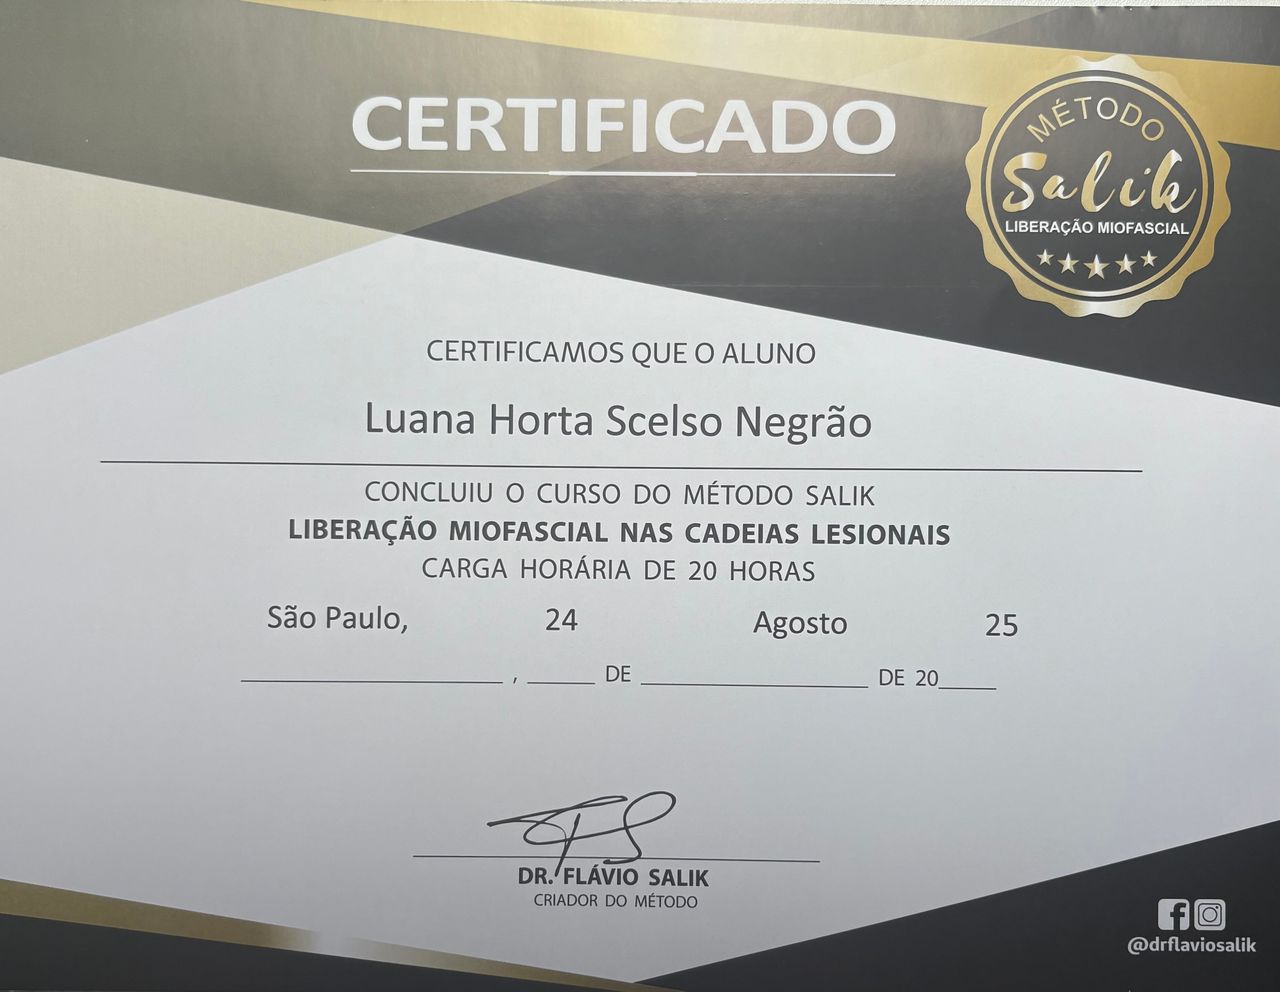 CERTIFICADO
MÉTODO
Salik
LIBERAÇÃO MIOFASCIAL
CERTIFICAMOS QUE O ALUNO
Luana Horta Scelso Negrão
CONCLUIU O CURSO DO MÉTODO SALIK
LIBERAÇÃO MIOFASCIAL NAS CADEIAS LESIONAIS
CARGA HORÁRIA DE 20 HORAS
São Paulo, 24 Agosto 25
, DE DE 20
DR. FLÁVIO SALIK
CRIADOR DO MÉTODO
@drflaviosalik